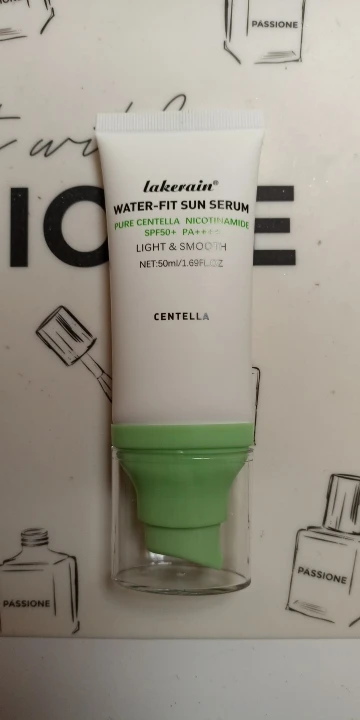 PASSIONE
lakerain®
WATER-FIT SUN SERUM
PURE CENTELLA NICOTINAMIDE
SPF50+ PA++++
LIGHT & SMOOTH
NET:50ml/1.69FL.OZ
CENTELLA
PASSIONE
PASSIONE